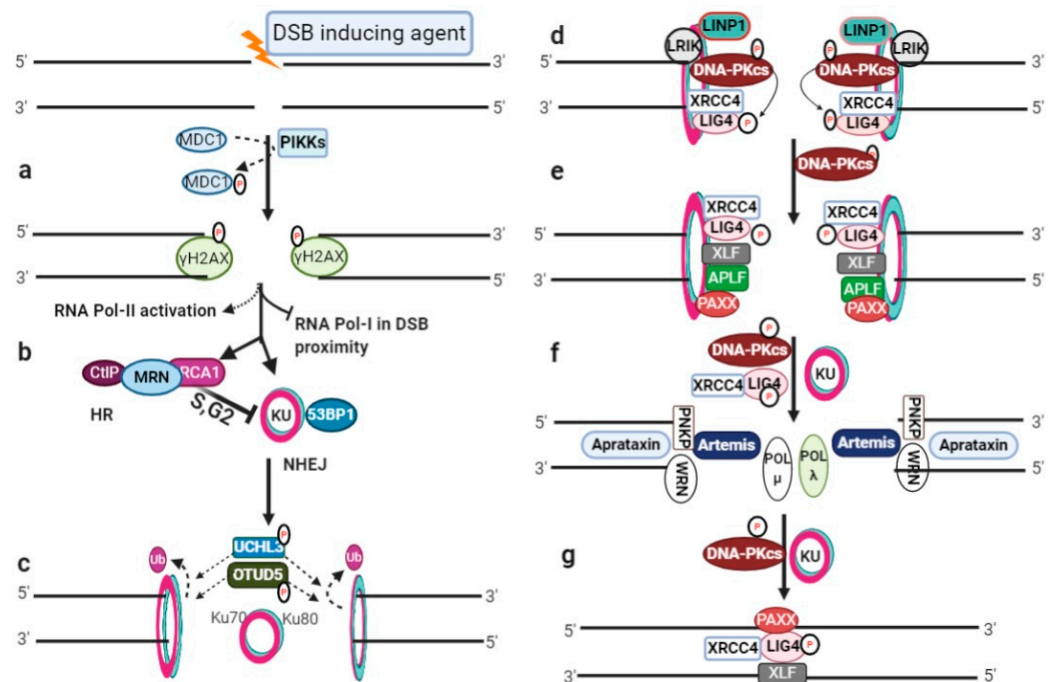 DSB inducing agent
5'
3'
3'
5'
MDC1
PIKKs
MDC1
P
a
5'
P
P
3'
γH2AX
γH2AX
3'
5'
RNA Pol-II activation
RNA Pol-I in DSB
proximity
b
CtIP
MRN
RCA1
HR
S,G2
KU
53BP1
NHEJ
c
Ub
UCHL3
P
Ub
OTUD5
P
5'
3'
Ku70
Ku80
3'
5'
d
LINP1
LINP1
LRIK
LRIK
5'
P
P
3'
DNA-PKcs
DNA-PKcs
XRCC4
XRCC4
3'
5'
LIG4
P
P
LIG4
DNA-PKcs
P
e
XRCC4
XRCC4
5'
LIG4
P
P
LIG4
3'
XLF
XLF
3'
APLF
APLF
5'
PAXX
PAXX
f
P
DNA-PKcs
XRCC4
LIG4
P
KU
5'
PNKP
PNKP
3'
Aprataxin
Artemis
Artemis
Aprataxin
POL
μ
POL
λ
3'
WRN
WRN
5'
g
P
DNA-PKcs
KU
PAXX
5'
3'
XRCC4
LIG4
P
3'
XLF
5'